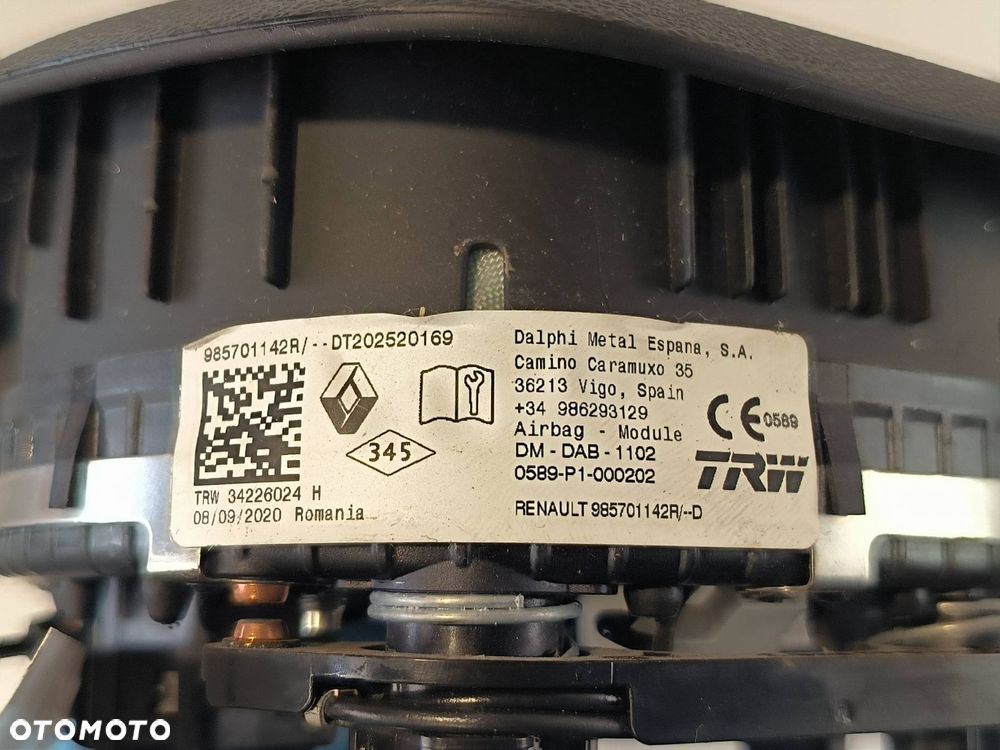 985701142R/--DT202520169
345
TRW 34226024 H
08/09/2020 Romania
Dalphi Metal Espana, S.A.
Camino Caramuxo 35
36213 Vigo, Spain
+34 986293129
Airbag - Module
DM - DAB - 1102
0589-P1-000202
RENAULT 985701142R/--D
CE 0589
TRW
OTOMOTO